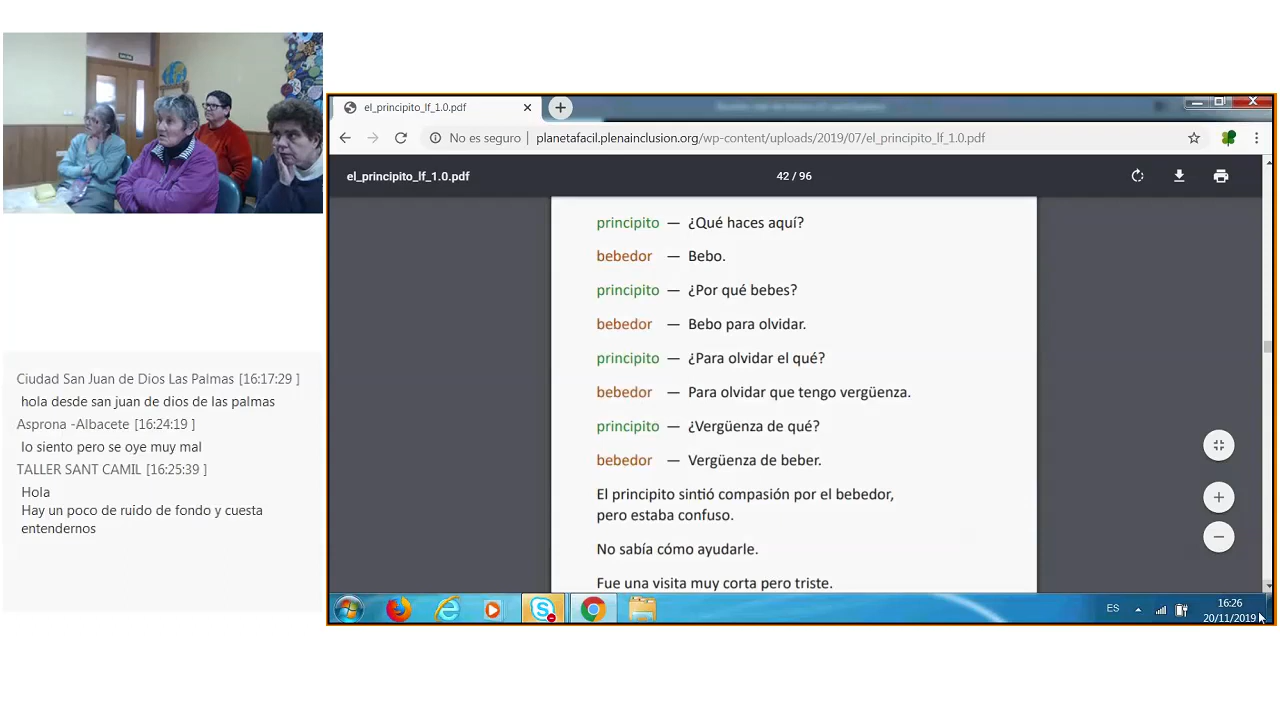 Ciudad San Juan de Dios Las Palmas [16:17:29 ]
hola desde san juan de dios de las palmas
Asprona -Albacete [16:24:19 ]
lo siento pero se oye muy mal
TALLER SANT CAMIL [16:25:39 ]
Hola
Hay un poco de ruido de fondo y cuesta
entendernos
el_principito_lf_1.0.pdf
No es seguro
planetafacil.plenainclusion.org/wp-content/uploads/2019/07/el_principito_lf_1.0.pdf
el_principito_lf_1.0.pdf
42 / 96
principito — ¿Qué haces aquí?
bebedor — Bebo.
principito — ¿Por qué bebes?
bebedor — Bebo para olvidar.
principito — ¿Para olvidar el qué?
bebedor — Para olvidar que tengo vergüenza.
principito — ¿Vergüenza de qué?
bebedor — Vergüenza de beber.
El principito sintió compasión por el bebedor,
pero estaba confuso.
No sabía cómo ayudarle.
Fue una visita muy corta pero triste.
ES
16:26
20/11/2019